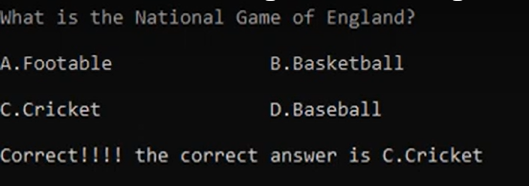 What is the National Game of England?
A.Footable B.Basketball
C.Cricket D.Baseball
Correct!!!! the correct answer is C.Cricket